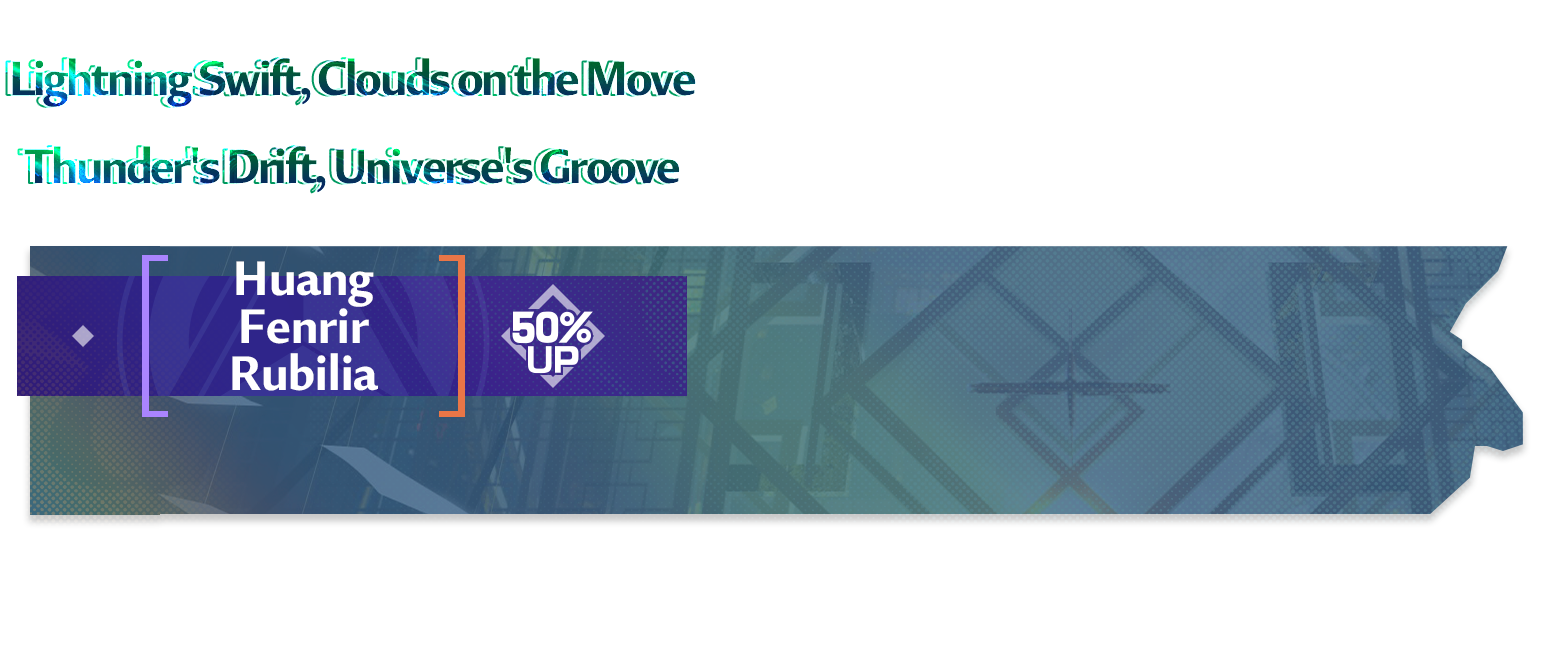 Lightning Swift, Clouds on the Move
Thunder's Drift, Universe's Groove
Huang
Fenrir
Rubilia
50%
UP